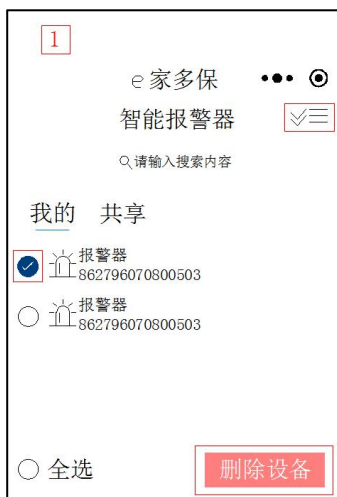 1
e家多保
智能报警器
请输入搜索内容
我的 共享
报警器
862796070800503
报警器
862796070800503
全选 删除设备